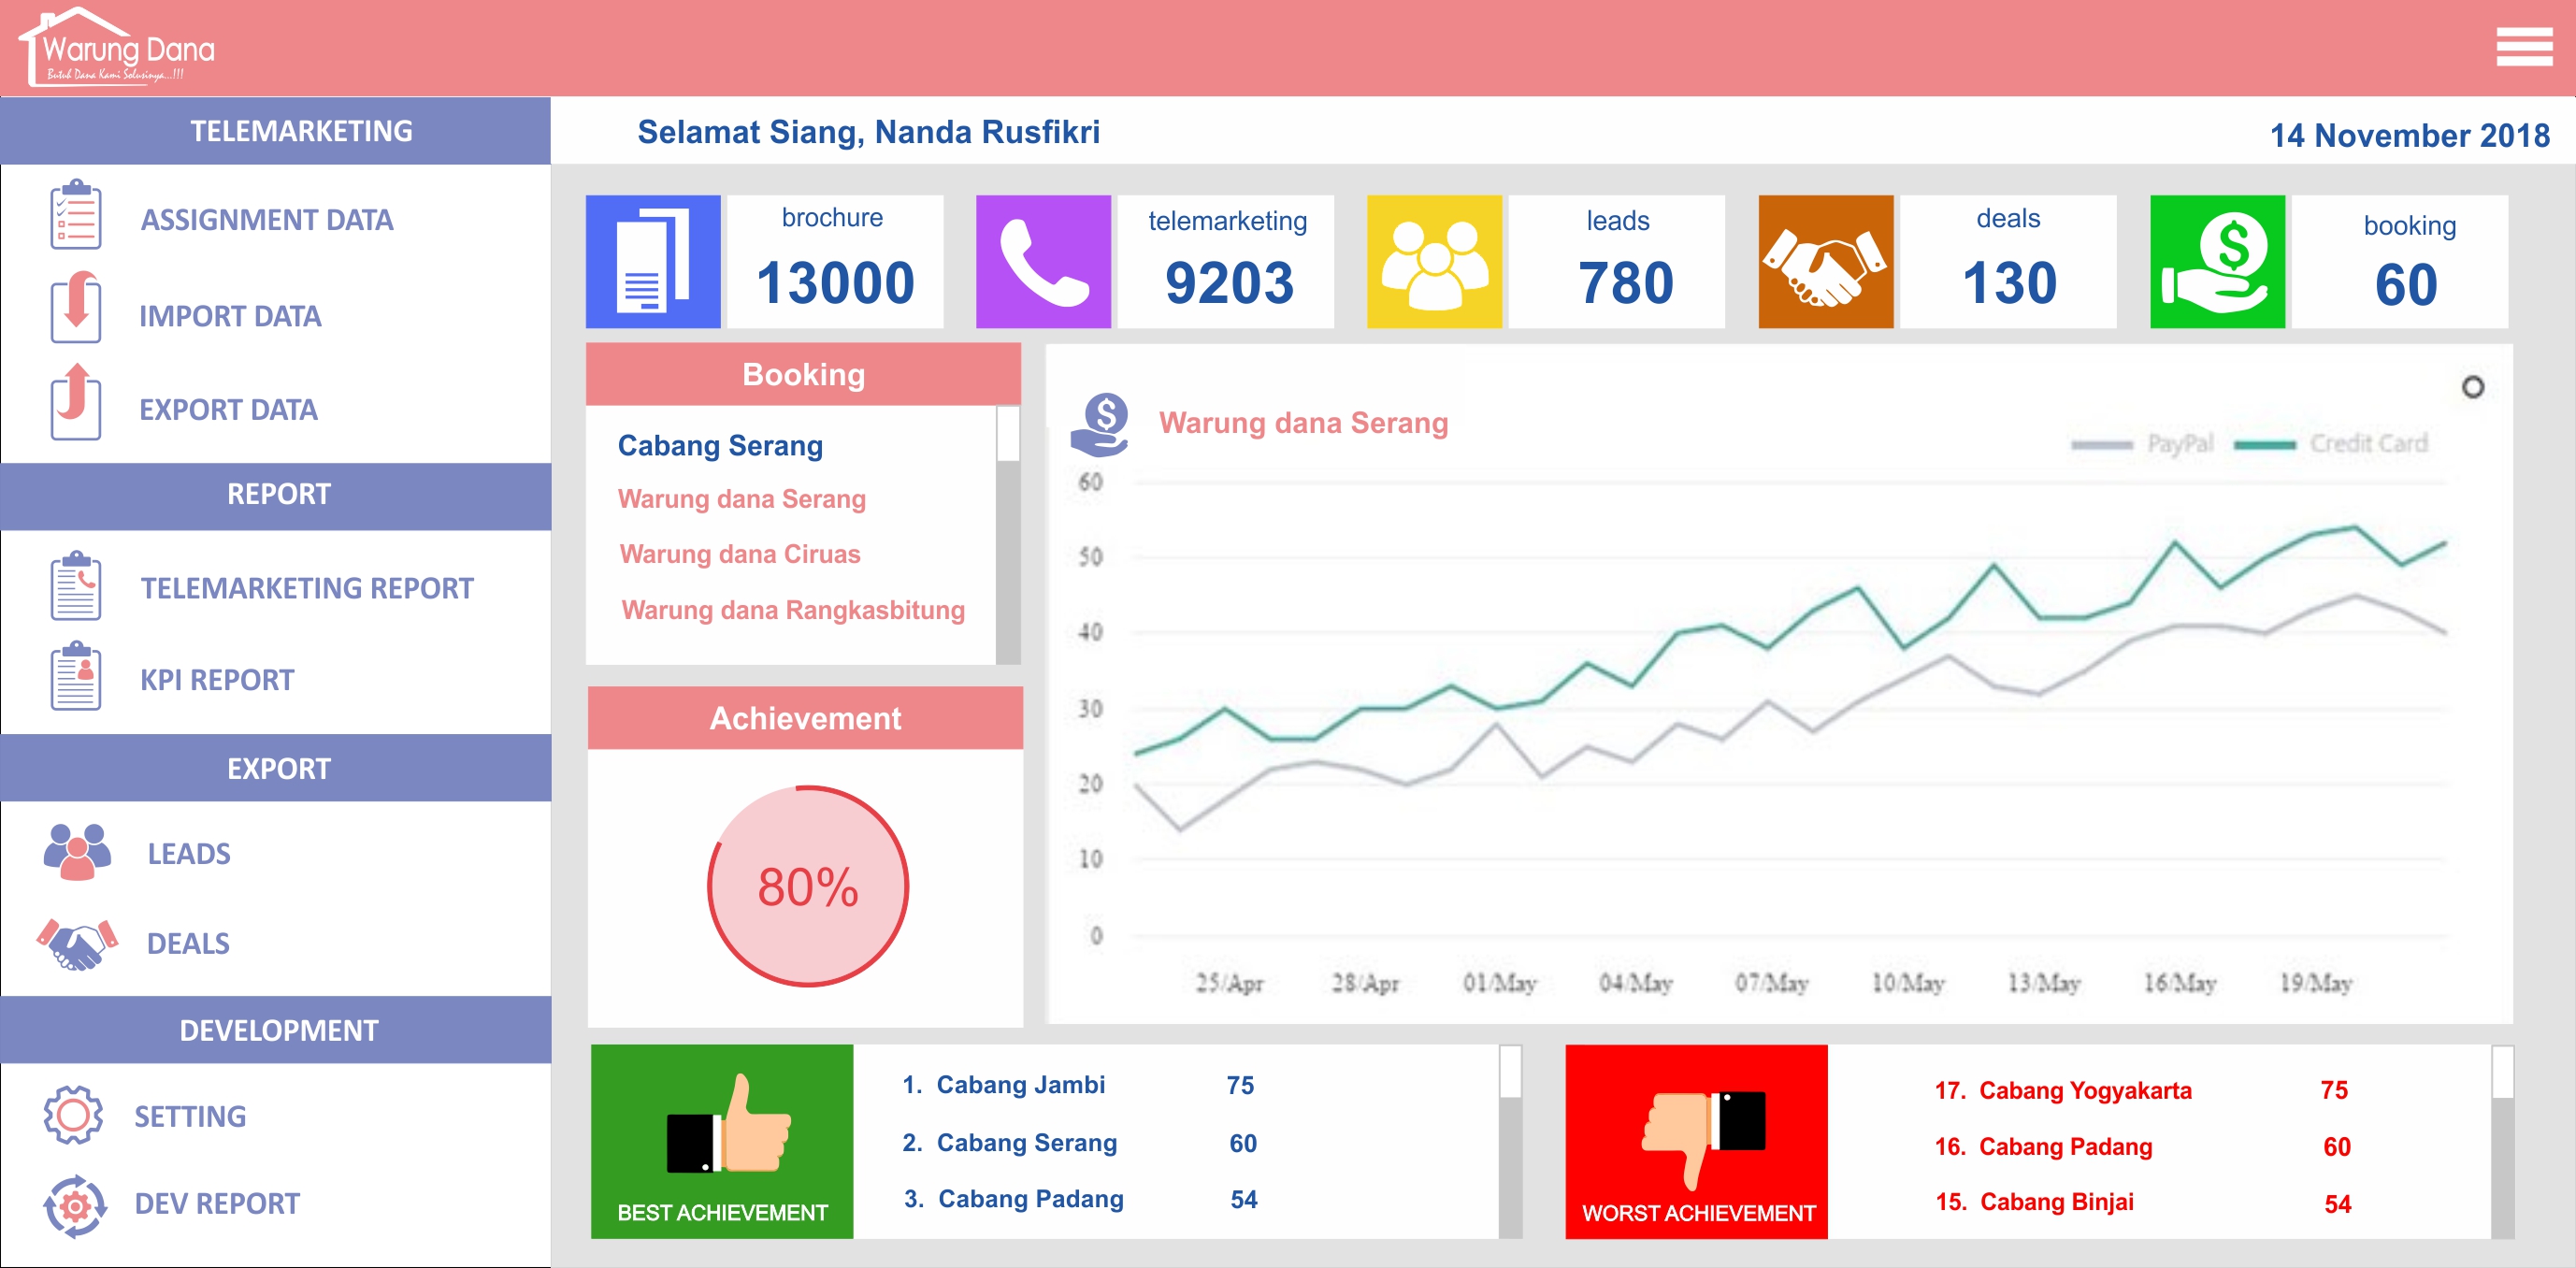 Warung Dana
Butuh Dana Kami Solusinya...!!!
TELEMARKETING
Selamat Siang, Nanda Rusfikri
14 November 2018
ASSIGNMENT DATA
IMPORT DATA
EXPORT DATA
REPORT
TELEMARKETING REPORT
KPI REPORT
EXPORT
LEADS
DEALS
DEVELOPMENT
SETTING
DEV REPORT
brochure
13000
telemarketing
9203
leads
780
deals
130
booking
60
Booking
Cabang Serang
Warung dana Serang
Warung dana Ciruas
Warung dana Rangkasbitung
Achievement
80%
Warung dana Serang
PayPal
Credit Card
60
50
40
30
20
10
0
25/Apr 28/Apr 01/May 04/May 07/May 10/May 13/May 16/May 19/May
BEST ACHIEVEMENT
1. Cabang Jambi 75
2. Cabang Serang 60
3. Cabang Padang 54
WORST ACHIEVEMENT
17. Cabang Yogyakarta 75
16. Cabang Padang 60
15. Cabang Binjai 54